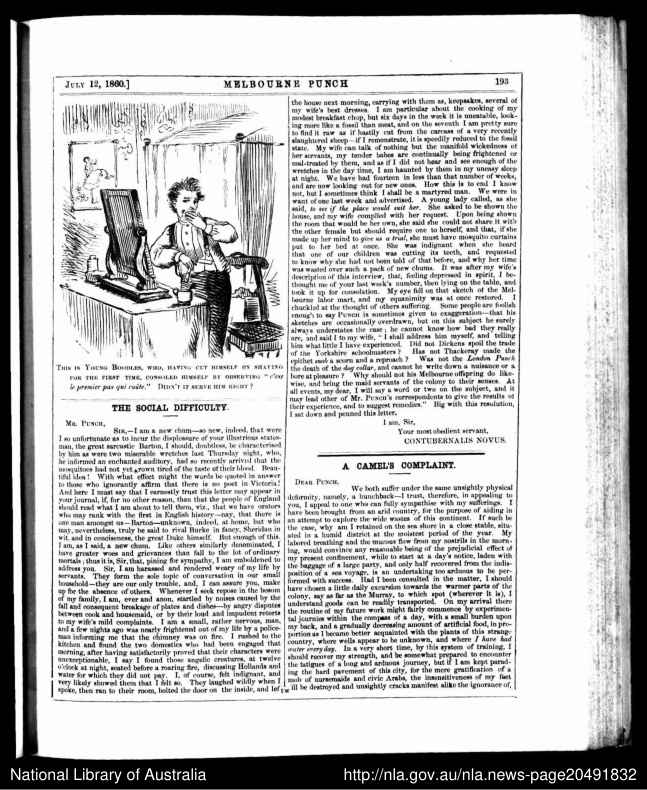 JULY 12, 1860.]
MELBOURNE PUNCH
193
THIS IS YOUNG BOODLES, WHO, HAVING CUT HIMSELF ON SHAVING
FOR THE FIRST TIME, CONSOLED HIMSELF BY OBSERVING "c'est
le premier pas qui coûte." DIDN'T IT SERVE HIM RIGHT?
THE SOCIAL DIFFICULTY.
MR. PUNCH,
SIR,—I am a new chum—so new, indeed, that were
I so unfortunate as to incur the displeasure of your illustrious states-
man, the great sarcastic Barton, I should, doubtless, be characterised
by him as were two miserable wretches last Thursday night, who,
he informed an enchanted auditory, had so recently arrived that the
mosquitoes had not yet grown tired of the taste of their blood. Beau-
tiful idea! With what effect might the words be quoted in answer
to those who ignorantly affirm that there is no poet in Victoria!
And here I must say that I earnestly trust this letter may appear in
your journal, if, for no other reason, than that the people of England
should read what I am about to tell them, viz., that we have orators
who may rank with the first in English history—nay, that there is
one man amongst us—Barton—unknown, indeed, at home, but who
may, nevertheless, truly be said to rival Burke in fancy, Sheridan in
wit, and in conciseness, the great Duke himself. But enough of this.
I am, as I said, a new chum. Like others similarly denominated, I
have greater woes and grievances than fall to the lot of ordinary
mortals; thus it is, Sir, that, pining for sympathy, I am emboldened to
address you. Sir, I am harassed and rendered weary of my life by
servants. They form the sole topic of conversation in our small
household—they are our only trouble, and, I can assure you, make
up for the absence of others. Whenever I seek repose in the bosom
of my family, I am, ever and anon, startled by noises caused by the
fall and consequent breakage of plates and dishes—by angry disputes
between cook and housemaid, or by their loud and impudent retorts
to my wife's mild complaints. I am a small, rather nervous, man,
and a few nights ago was nearly frightened out of my life by a police-
man informing me that the chimney was on fire. I rushed to the
kitchen and found the two domestics who had been engaged that
morning, after having satisfactorily proved that their characters were
unexceptionable, I say I found those angelic creatures, at twelve
o'clock at night, seated before a roaring fire, discussing Hollands and
water for which they did not pay. I, of course, felt indignant, and
very likely showed them that I felt so. They laughed wildly when I
spoke, then ran to their room, bolted the door on the inside, and left
the house next morning, carrying with them as, keepsakes, several of
my wife's best dresses. I am particular about the cooking of my
modest breakfast chop, but six days in the week it is uneatable, look-
ing more like a fossil than meat, and on the seventh I am pretty sure
to find it raw as if hastily cut from the carcass of a very recently
slaughtered sheep—if I remonstrate, it is speedily reduced to the fossil
state. My wife can talk of nothing but the manifold wickedness of
her servants, my tender babes are continually being frightened or
mal-treated by them, and as if I did not hear and see enough of the
wretches in the day time, I am haunted by them in my uneasy sleep
at night. We have had fourteen in less than that number of weeks,
and are now looking out for new ones. How this is to end I know
not, but I sometimes think I shall be a martyred man. We were in
want of one last week and advertised. A young lady called, as she
said, to see if the place would suit her. She asked to be shown the
house, and my wife complied with her request. Upon being shown
the room that would be her own, she said she could not share it with
the other female but should require one to herself, and that, if she
made up her mind to give us a trial, she must have mosquito curtains
put to her bed at once. She was indignant when she heard
that one of our children was cutting its teeth, and requested
to know why she had not been told of that before, and why her time
was wasted over such a pack of new chums. It was after my wife's
description of this interview, that, feeling depressed in spirit, I be-
thought me of your last week's number, then lying on the table, and
took it up for consolation. My eye fell on that sketch of the Mel-
bourne labor mart, and my equanimity was at once restored. I
chuckled at the thought of others suffering. Some people are foolish
enough to say PUNCH is sometimes given to exaggeration—that his
sketches are occasionally overdrawn, but on this subject he surely
always understates the case; he cannot know how bad they really
are, and said I to my wife, "I shall address him myself, and telling
him what little I have experienced. Did not Dickens spoil the trade
of the Yorkshire schoolmasters? Has not Thackeray made the
epithet snob a scorn and a reproach? Was not the London Punch
the death of the dog collar, and cannot he write down a nuisance or a
bore at pleasure? Why should not his Melbourne offspring do like-
wise, and bring the maid servants of the colony to their senses. At
all events, my dear, I will say a word or two on the subject, and it
may lead other of Mr. PUNCH's correspondents to give the results of
their experience, and to suggest remedies." Big with this resolution,
I sat down and penned this letter.
I am, Sir,
Your most obedient servant,
CONTUBERNALIS NOVUS.
A CAMEL'S COMPLAINT.
DEAR PUNCH.
We both suffer under the same unsightly physical
deformity, namely, a hunchback—I trust, therefore, in appealing to
you, I appeal to one who can fully sympathise with my sufferings. I
have been brought from an arid country, for the purpose of aiding in
an attempt to explore the wide wastes of this continent. If such be
the case, why am I retained on the sea shore in a close stable, situ-
ated in a humid district at the moistest period of the year. My
labored breathing and the mucous flow from my nostrils in the morn-
ing, would convince any reasonable being of the prejudicial effect of
my present confinement, while to start at a day's notice, laden with
the baggage of a large party, and only half recovered from the indis-
position of a sea voyage, is an undertaking too arduous to be per-
formed with success. Had I been consulted in the matter, I should
have chosen a little daily excursion towards the warmer parts of the
colony, say as far as the Murray, to which spot (wherever it is), I
understand goods can be readily transported. On my arrival there
the routine of my future work might fairly commence by experimen-
tal journies within the compass of a day, with a small burden upon
my back, and a gradually decreasing amount of artificial food, in pro-
portion as I became better acquainted with the plants of this strange
country, where wells appear to be unknown, and where I have had
water everyday. In a very short time, by this system of training, I
should recover my strength, and be somewhat prepared to encounter
the fatigues of a long and arduous journey, but if I am kept parad-
ing the hard pavement of this city, for the mere gratification of a
mob of nursemaids and civic Arabs, the insensitiveness of my feet
will be destroyed and unsightly cracks manifest alike the ignorance of,
National Library of Australia
http://nla.gov.au/nla.news-page20491832